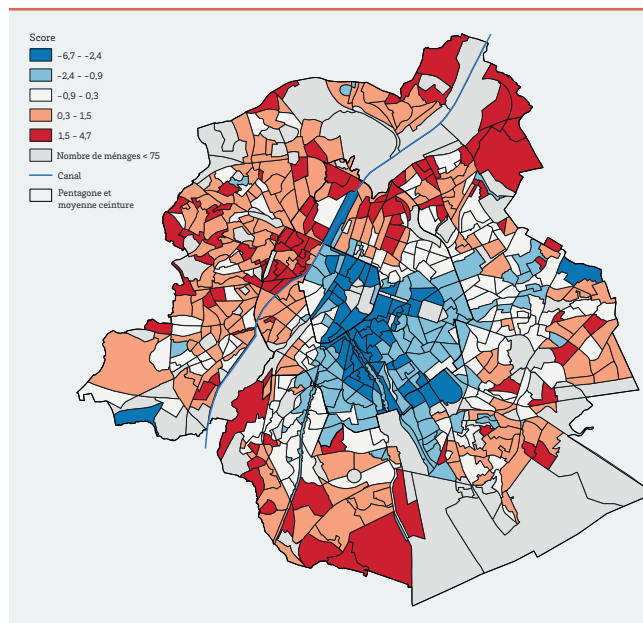 Score
-6,7 - -2,4
-2,4 - -0,9
-0,9 - 0,3
0,3 - 1,5
1,5 - 4,7
Nombre de ménages < 75
Canal
Pentagone et
moyenne ceinture